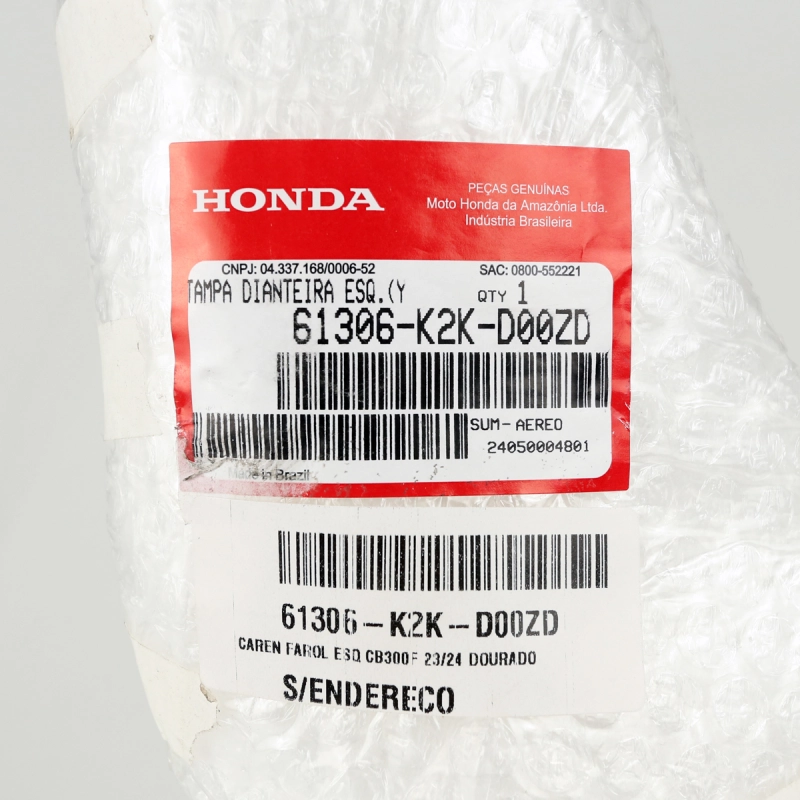 HONDA
PEÇAS GENUÍNAS
Moto Honda da Amazônia Ltda.
Indústria Brasileira
CNPJ: 04.337.168/0006-52
SAC: 0800-552221
TAMPA DIANTEIRA ESQ.(Y
QTY 1
61306-K2K-D00ZD
SUM-AEREO
24050004801
Made in Brazil
61306-K2K-D00ZD
CAREN FAROL ESQ CB300F 23/24 DOURADO
S/ENDERECO